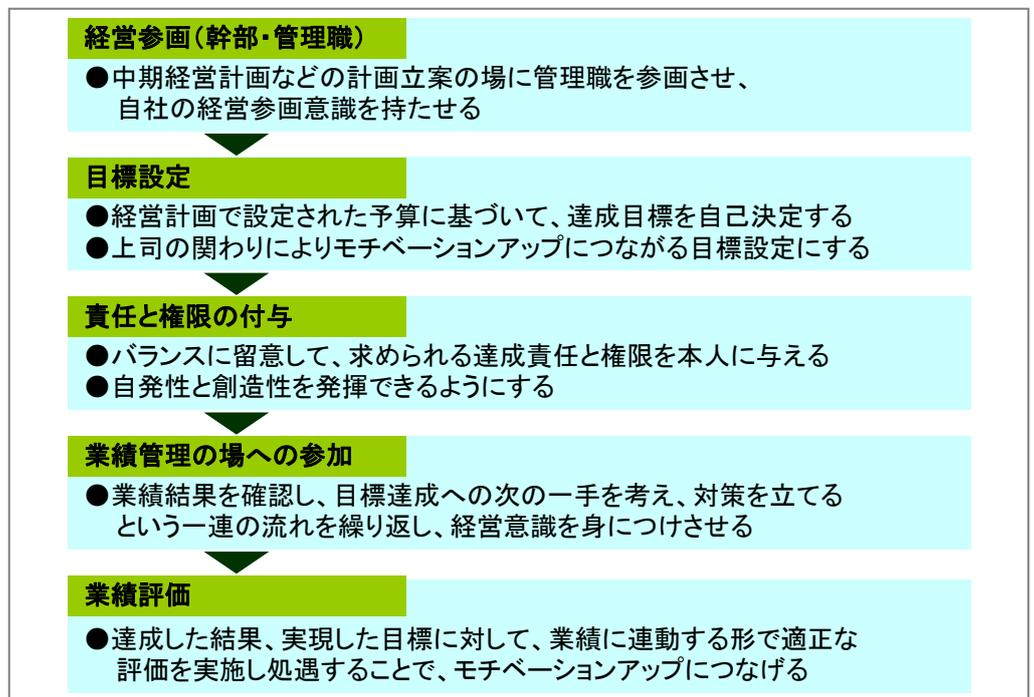 経営参画(幹部・管理職)
●中期経営計画などの計画立案の場に管理職を参画させ、
自社の経営参画意識を持たせる
目標設定
●経営計画で設定された予算に基づいて、達成目標を自己決定する
●上司の関わりによりモチベーションアップにつながる目標設定にする
責任と権限の付与
●バランスに留意して、求められる達成責任と権限を本人に与える
●自発性と創造性を発揮できるようにする
業績管理の場への参加
●業績結果を確認し、目標達成への次の一手を考え、対策を立てる
という一連の流れを繰り返し、経営意識を身につけさせる
業績評価
●達成した結果、実現した目標に対して、業績に連動する形で適正な
評価を実施し処遇することで、モチベーションアップにつなげる